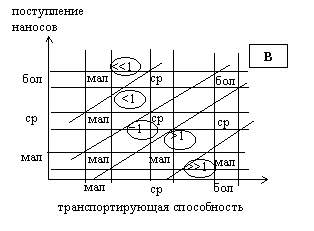 поступление
наносов
В
<<1
бол мал ср бол
<1
ср мал ср ср
=1 >1
мал мал мал мал
>>1
мал ср бол
транспортирующая способность